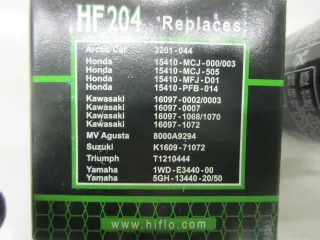 HF204 "Replaces"
Arctic Cat 3201-044
Honda 15410-MCJ-000/003
Honda 15410-MCJ-505
Honda 15410-MFJ-D01
Honda 15410-PFB-014
Kawasaki 16097-0002/0003
Kawasaki 16097-0007
Kawasaki 16097-1068/1070
Kawasaki 16097-1072
MV Agusta 8000A9294
Suzuki K1609-71072
Triumph T1210444
Yamaha 1WD-E3440-00
Yamaha 5GH-13440-20/50
www.hiflo.com